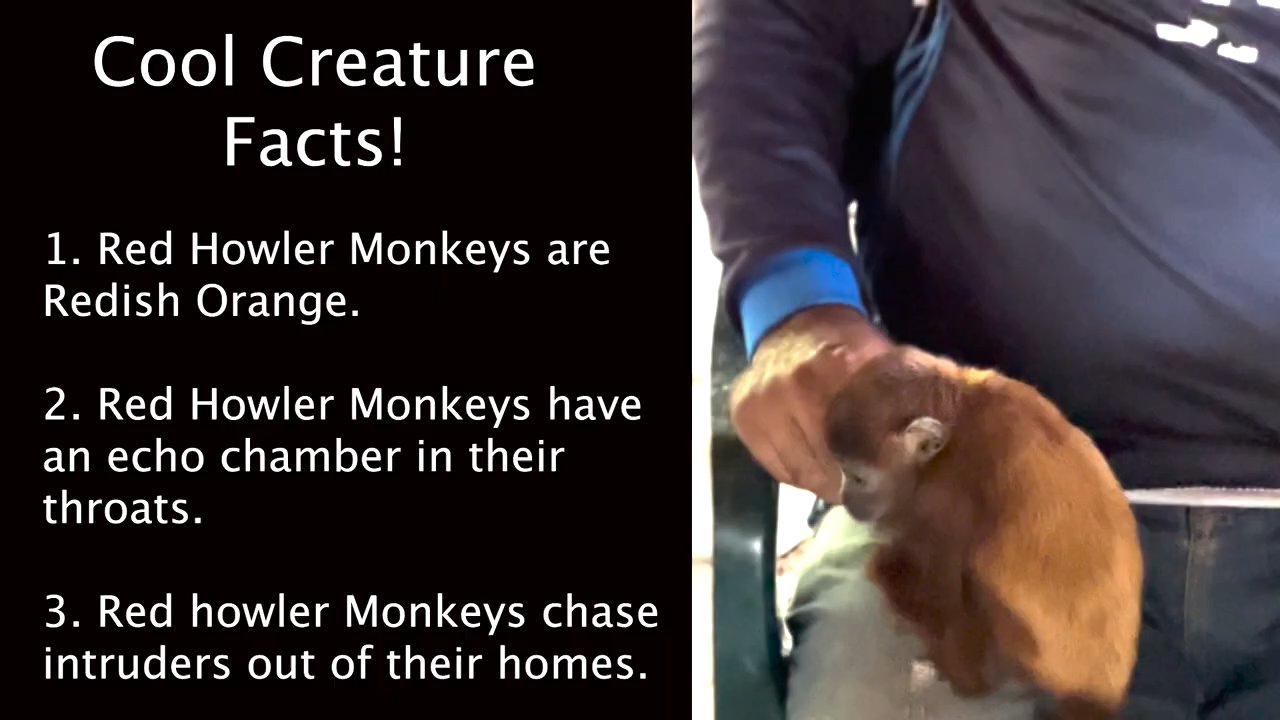 Cool Creature
Facts!
1. Red Howler Monkeys are
Redish Orange.
2. Red Howler Monkeys have
an echo chamber in their
throats.
3. Red howler Monkeys chase
intruders out of their homes.